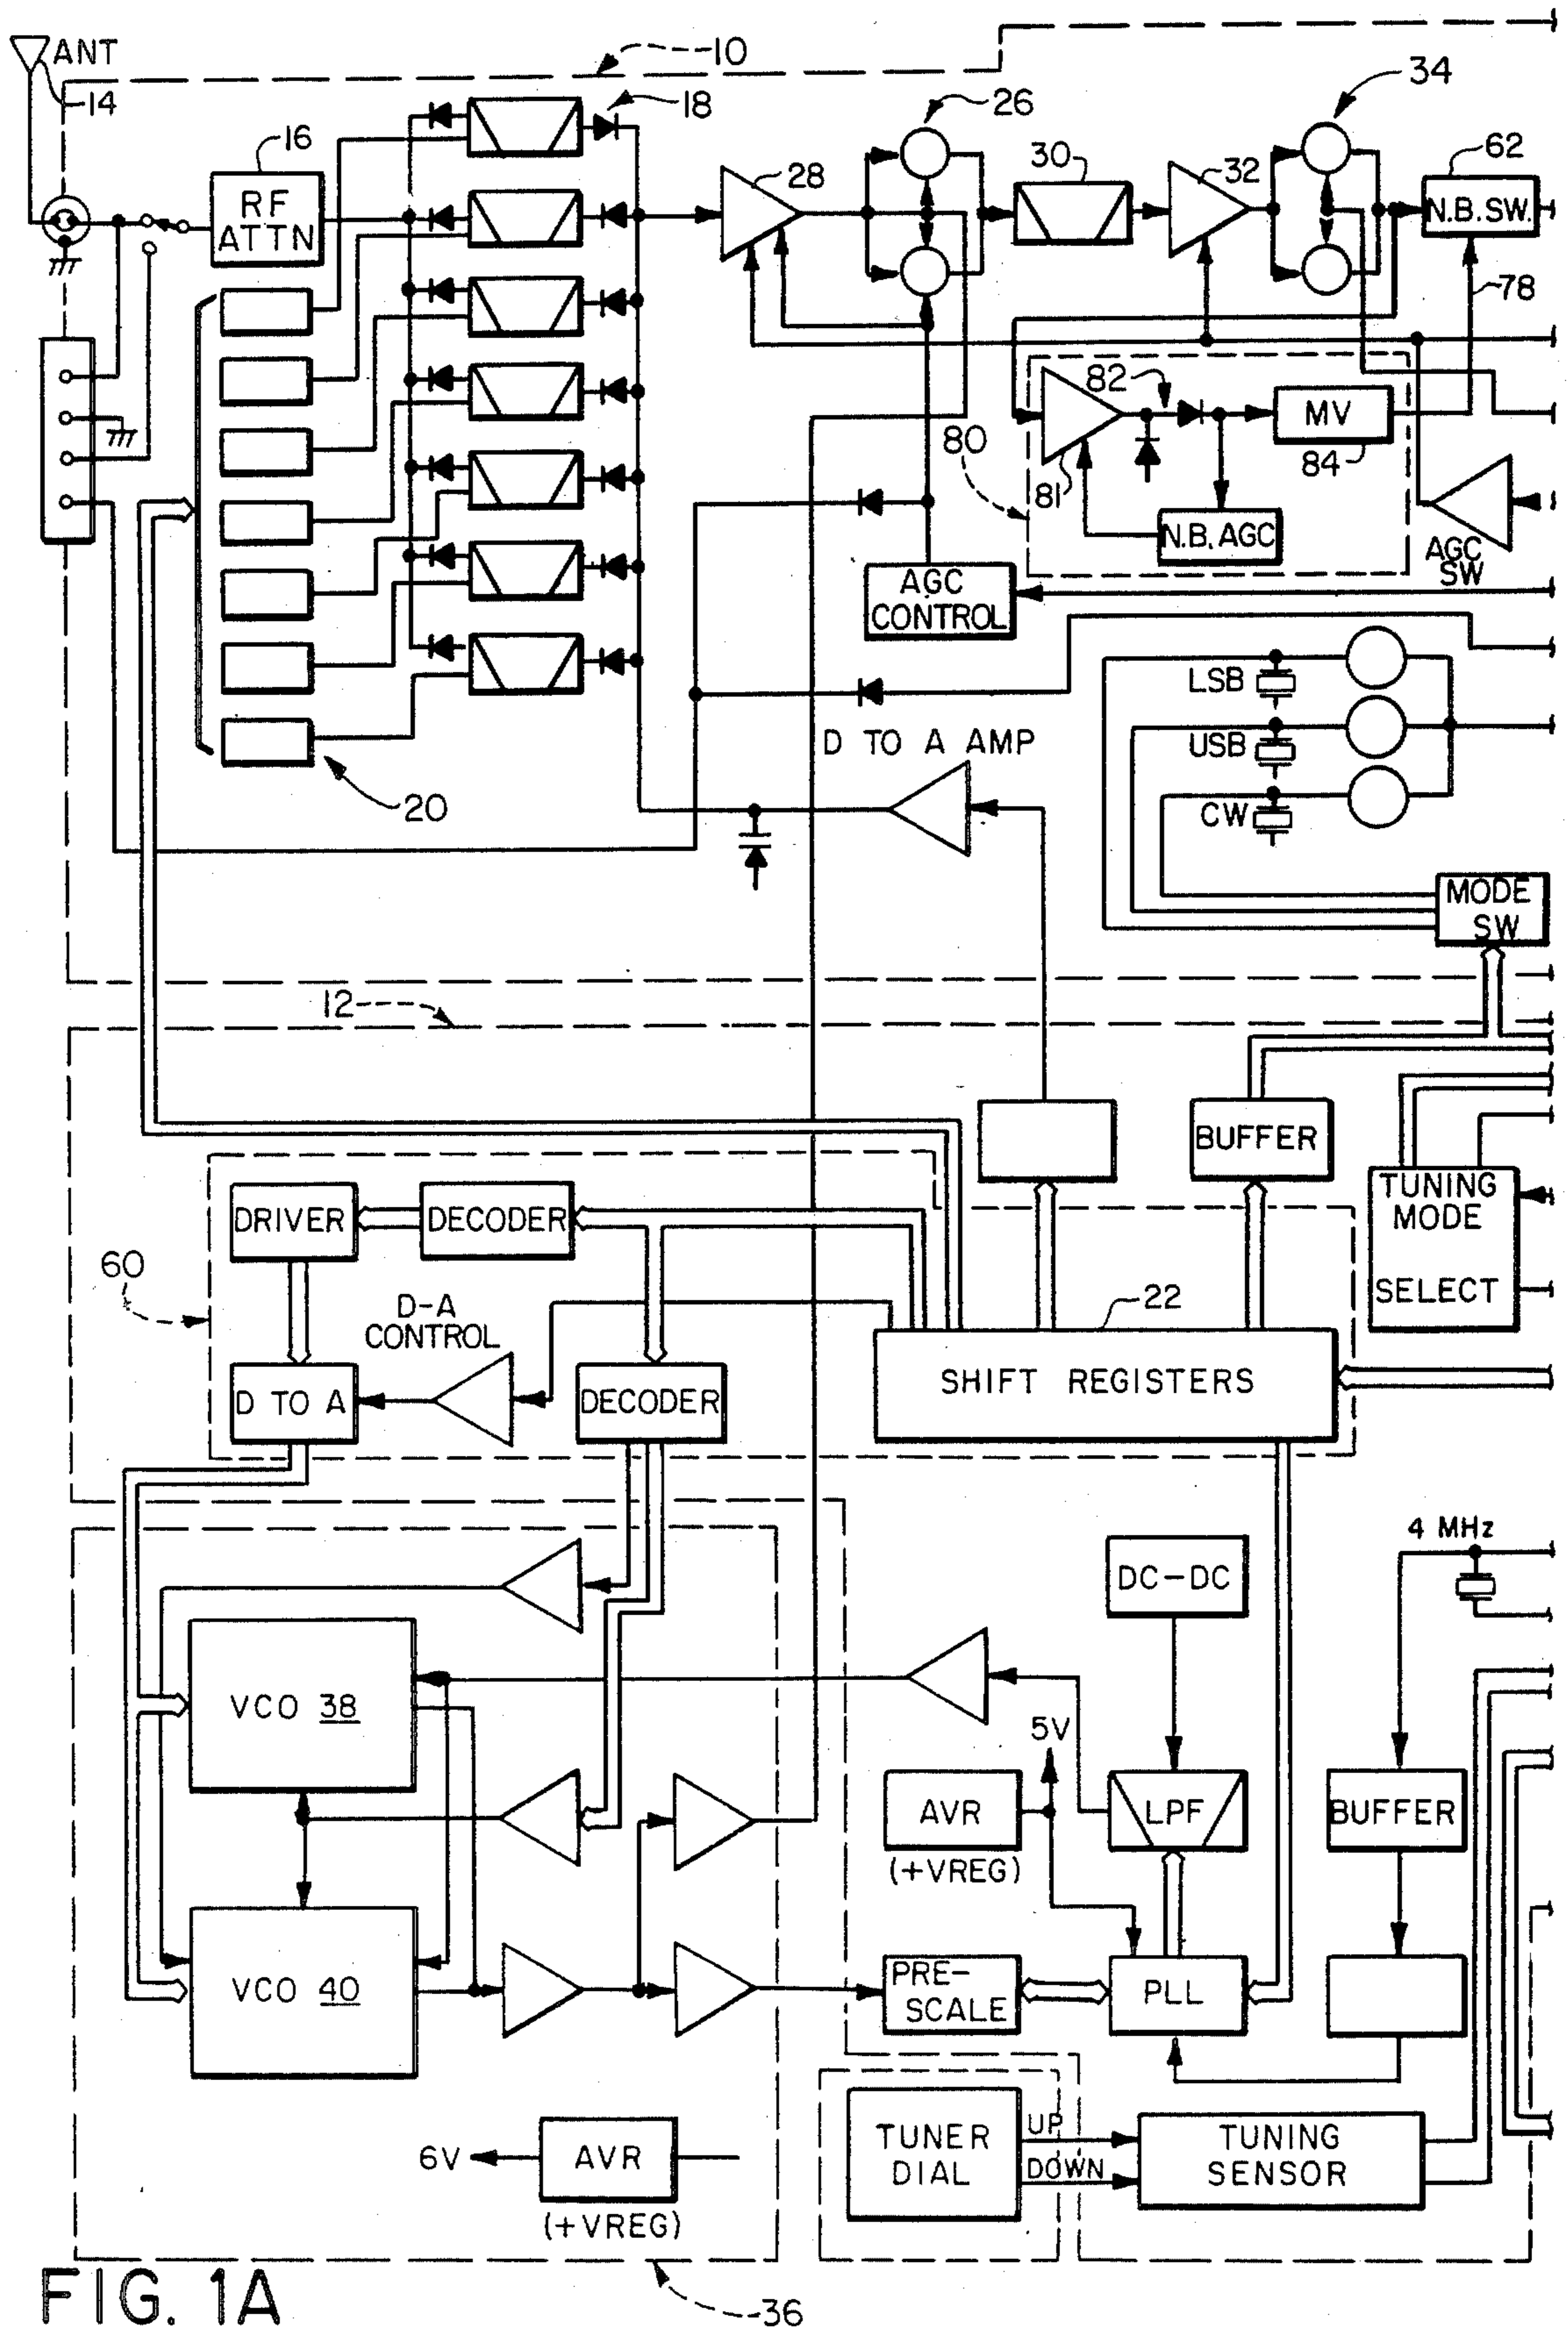 ANT
14
10
16
RF
ATTN
18
28
26
30
32
34
62
N.B. SW.
78
82
80
81
MV
84
N.B. AGC
AGC
SW
AGC
CONTROL
LSB
USB
CW
20
D TO A AMP
MODE
SW
12
BUFFER
DRIVER
DECODER
TUNING
MODE
SELECT
60
D-A
CONTROL
22
D TO A
DECODER
SHIFT REGISTERS
4 MHz
DC-DC
VCO 38
5V
AVR
(+VREG)
LPF
BUFFER
VCO 40
PRE-
SCALE
PLL
TUNER
DIAL
UP
DOWN
TUNING
SENSOR
6V
AVR
(+VREG)
36
FIG. 1A